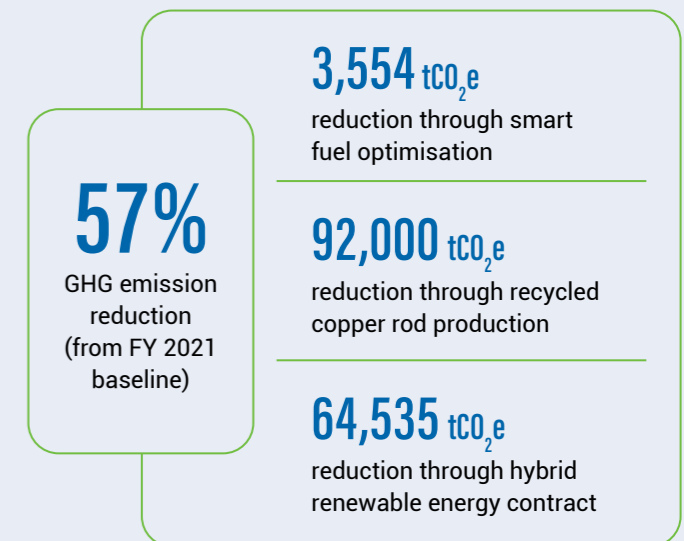 57%
GHG emission
reduction
(from FY 2021
baseline)
3,554 tCO₂e
reduction through smart
fuel optimisation
92,000 tCO₂e
reduction through recycled
copper rod production
64,535 tCO₂e
reduction through hybrid
renewable energy contract